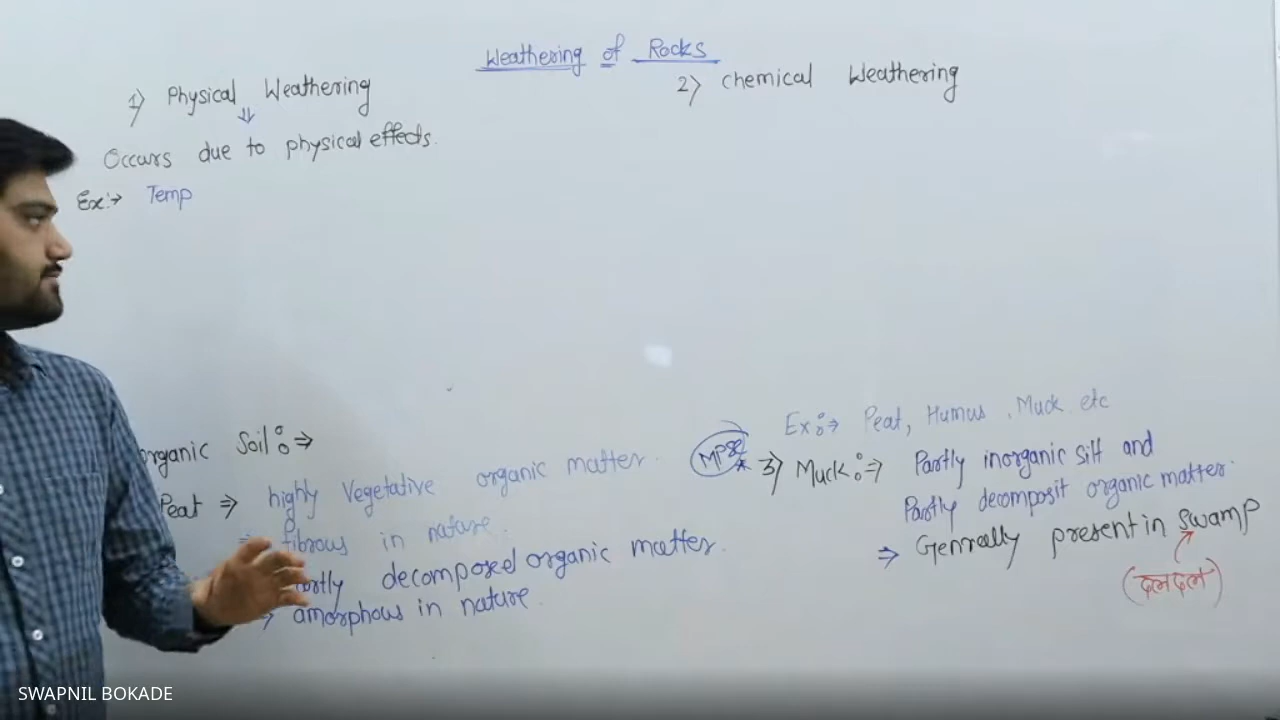 Weathering of Rocks
1) Physical Weathering
⇓
Occurs due to physical effects.
Ex:→ Temp
2) Chemical Weathering
organic Soil:⇒
Peat ⇒ highly Vegetative organic matter.
⇒ fibrous in nature.
Partly decomposed organic matter.
→ amorphous in nature.
Ex:→ Peat, Humus, Muck etc
MPSC * 3) Muck:⇒ Partly inorganic silt and
Partly decomposit organic matter.
⇒ Genrally present in swamp
(दलदल)
SWAPNIL BOKADE